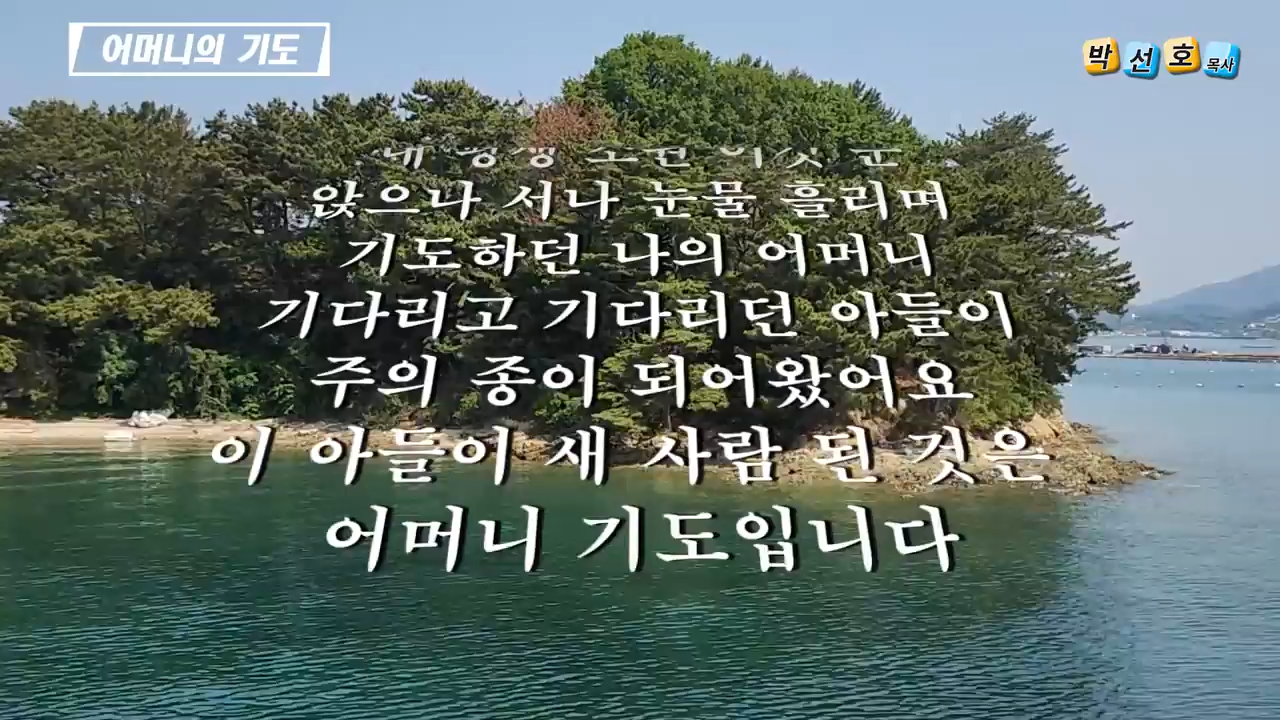 어머니의 기도
박선호 목사
앉으나 서나 눈물 흘리며
기도하던 나의 어머니
기다리고 기다리던 아들이
주의 종이 되어왔어요
이 아들이 새 사람 된 것은
어머니 기도입니다